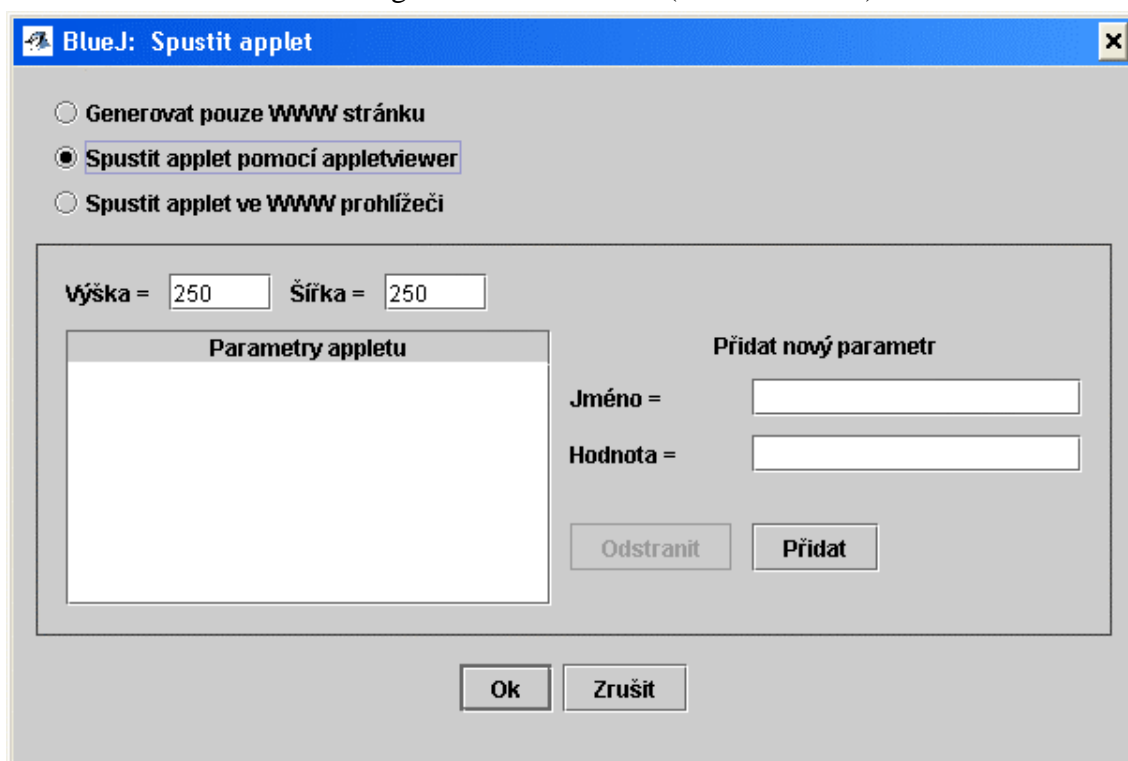 BlueJ: Spustit applet
Generovat pouze WWW stránku
Spustit applet pomocí appletviewer
Spustit applet ve WWW prohlížeči
Výška = 250 Šířka = 250
Parametry appletu
Přidat nový parametr
Jméno =
Hodnota =
Odstranit Přidat
Ok Zrušit